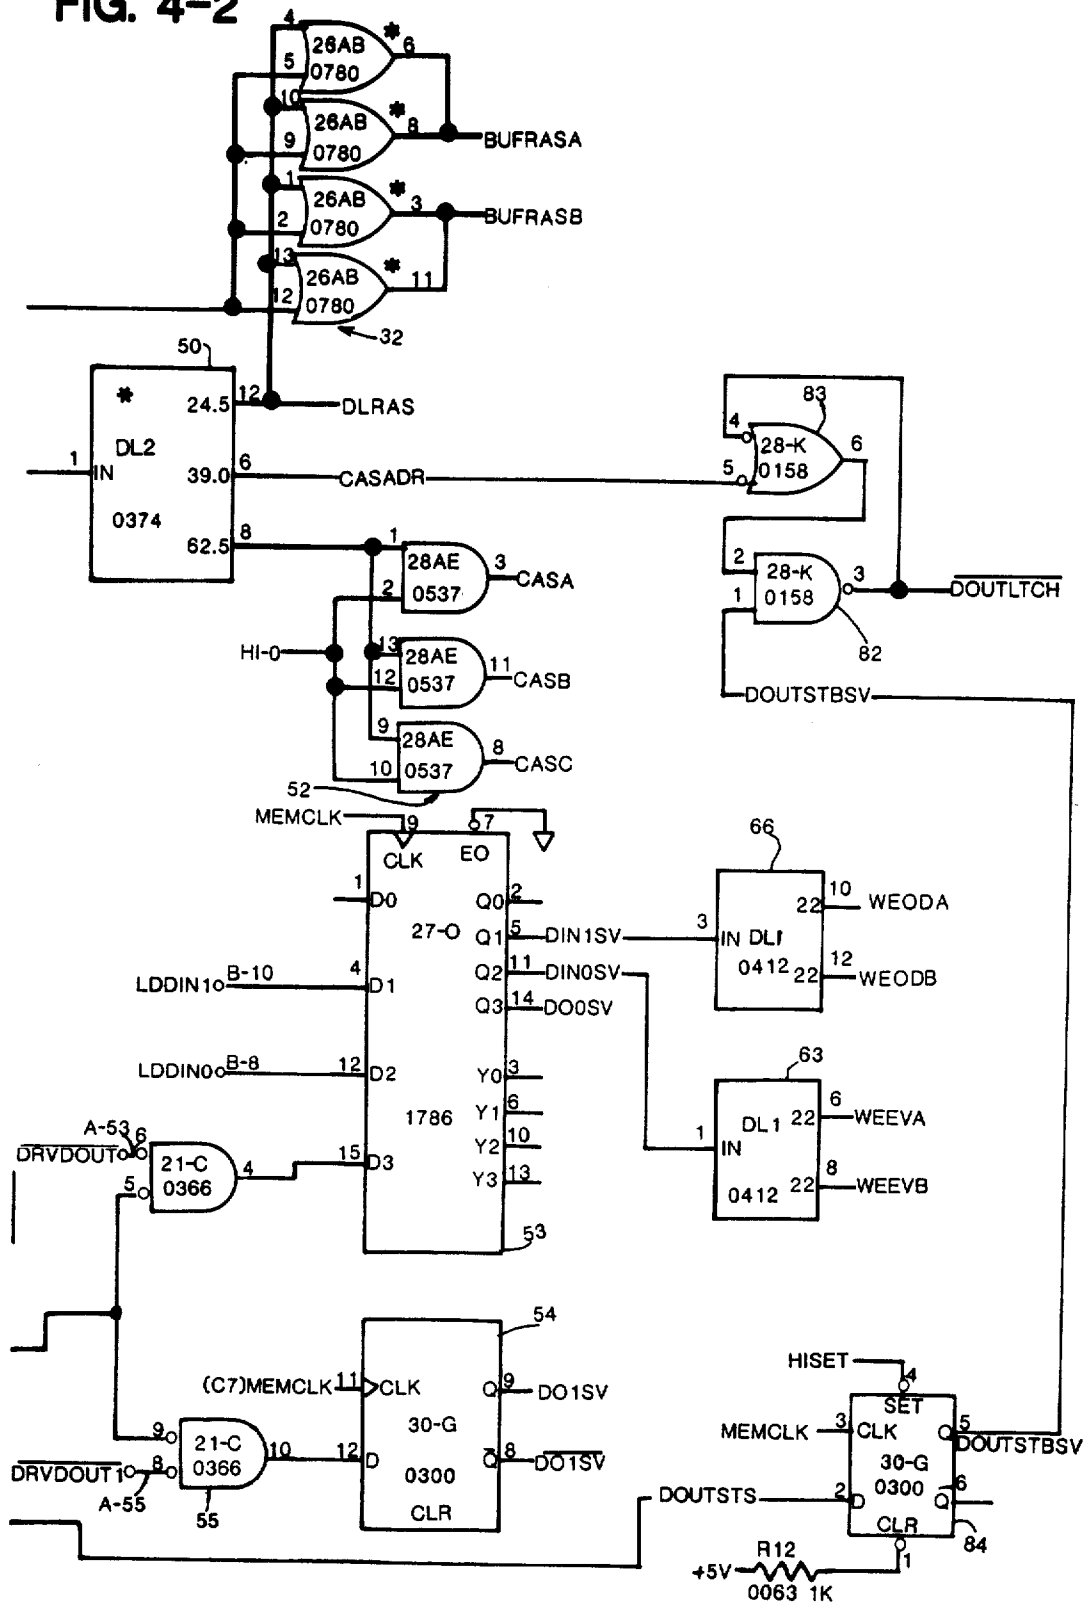 FIG. 4-2
4 26AB * 6
5 0780
10 26AB * 8 BUFRASA
9 0780
1 26AB * 3 BUFRASB
2 0780
13 26AB * 11
12 0780
32
50
* 24.5 12 DLRAS
DL2
1 IN 39.0 6 CASADR
0374
62.5 8
83
4 28-K 6
5 0158
2 28-K 3 DOUTLTCH
1 0158
82
DOUTSTBSV
1 28AE 3 CASA
2 0537
HI-0
13 28AE 11 CASB
12 0537
9 28AE 8 CASC
10 0537
52
MEMCLK 9 7
CLK EO
1 D0 Q0 2
27-O Q1 5 DIN1SV
LDDIN1 B-10 4 D1 Q2 11 DIN0SV
Q3 14 DO0SV
LDDIN0 B-8 12 D2 Y0 3
1786 Y1 6
Y2 10
15 D3 Y3 13
53
66
22 10 WEODA
3 IN DL1
0412
22 12 WEODB
63
DL1 22 6 WEEVA
1 IN
0412 22 8 WEEVB
A-53
DRVDOUT 6 21-C 4
5 0366
54
(C7)MEMCLK 11 CLK Q 9 DO1SV
30-G
12 D Q 8 DO1SV
0300
CLR
9 21-C 10
DRVDOUT1 8 0366
A-55
55
HISET 4
SET
MEMCLK 3 CLK Q 5 DOUTSTBSV
30-G
0300
DOUTSTS 2 D Q 6
CLR
84
1
+5V R12
0063 1K